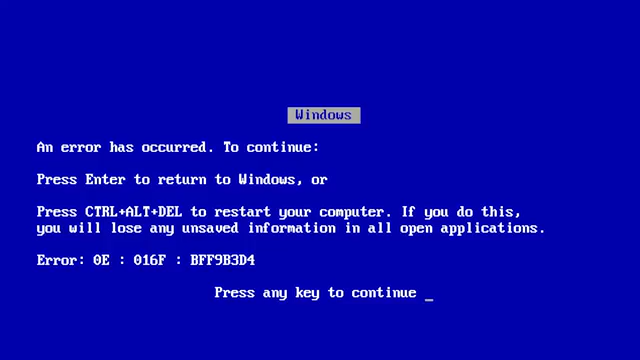 Windows
An error has occurred. To continue:
Press Enter to return to Windows, or
Press CTRL+ALT+DEL to restart your computer. If you do this,
you will lose any unsaved information in all open applications.
Error: 0E : 016F : BFF9B3D4
Press any key to continue _